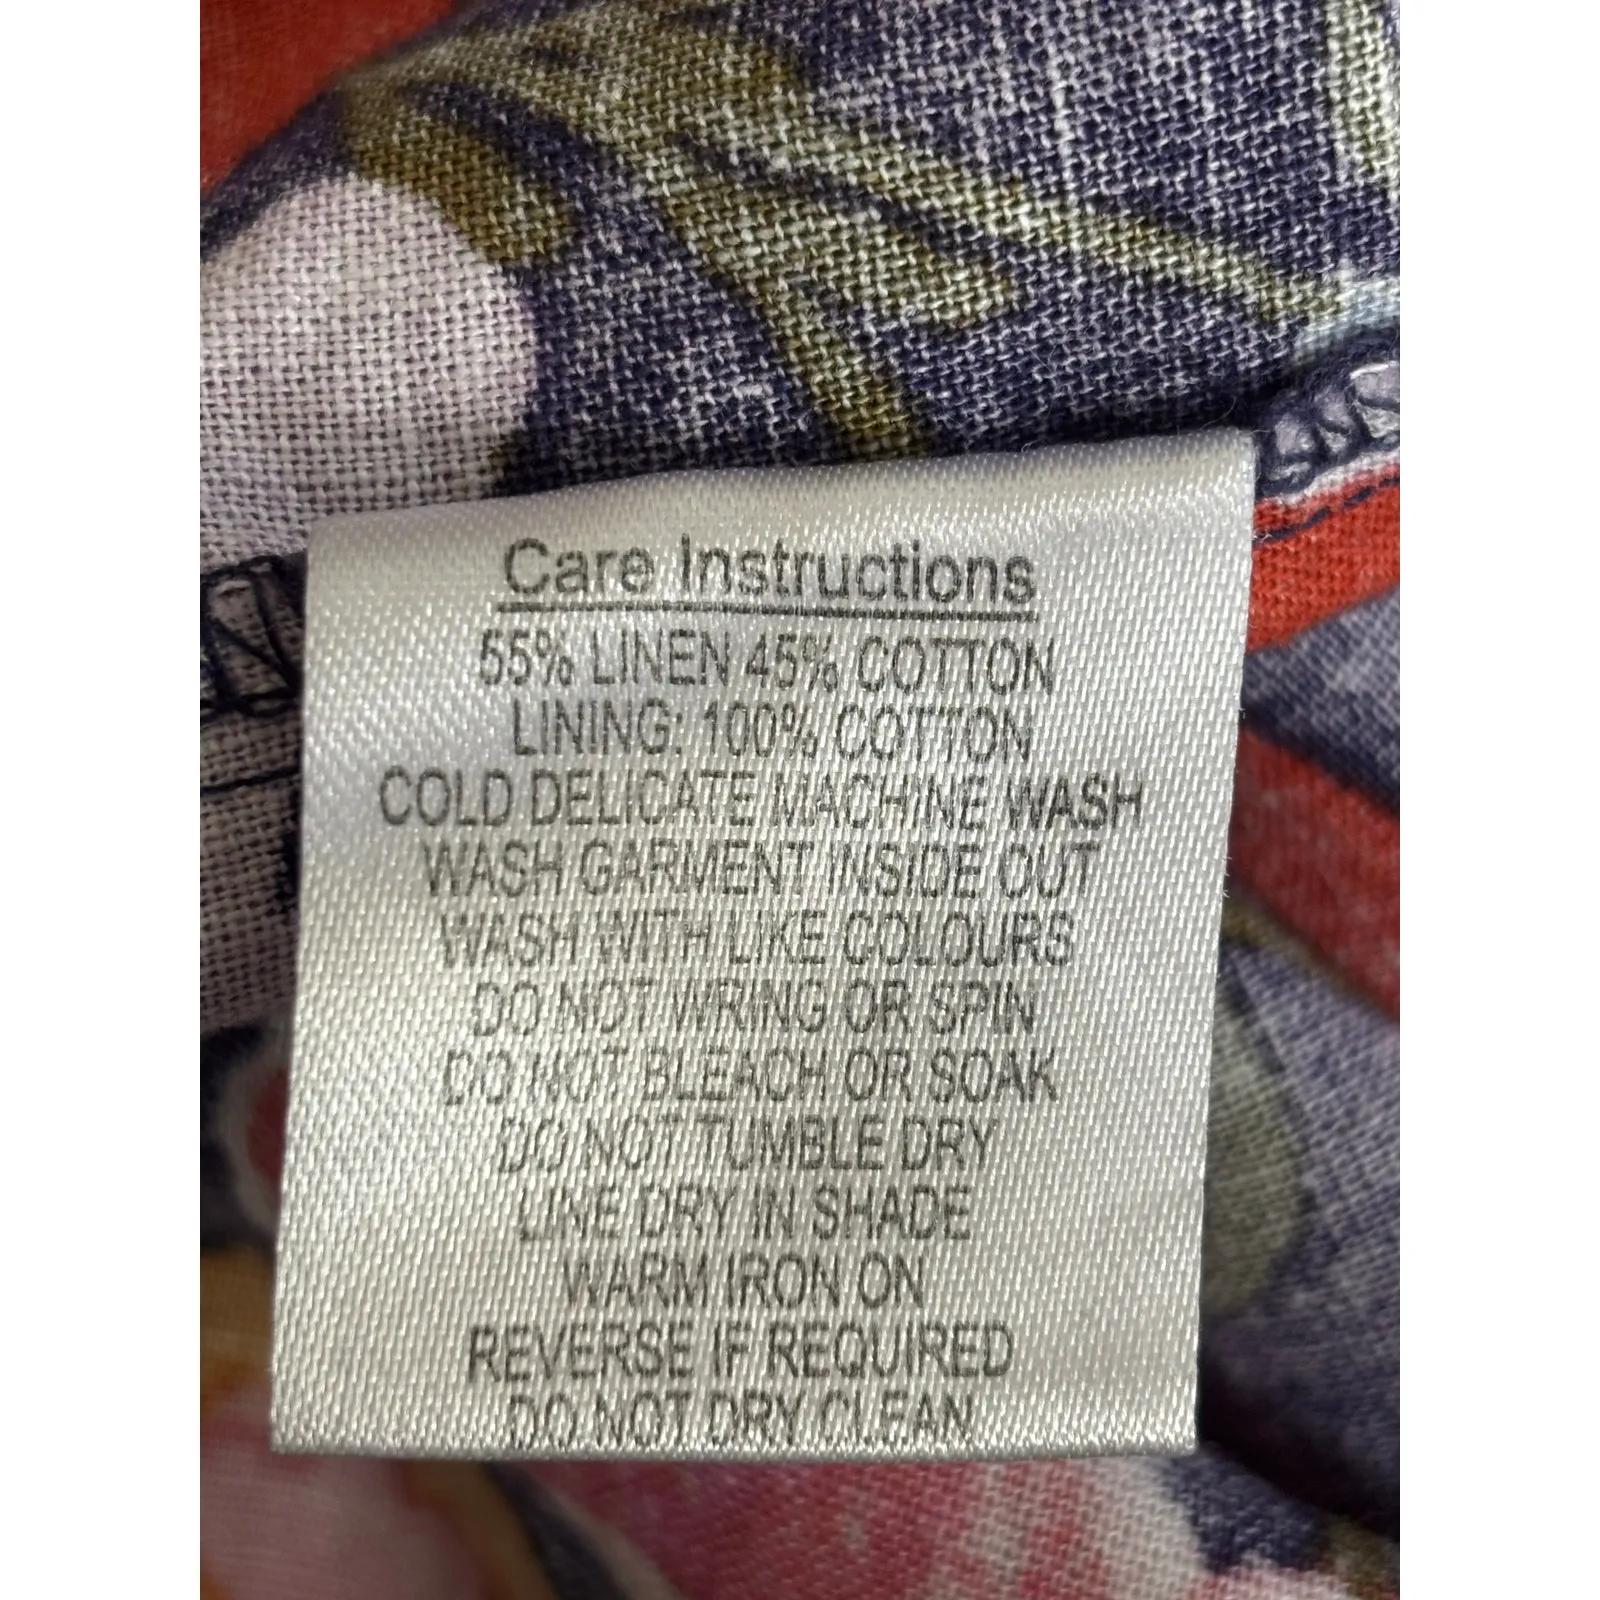 Care Instructions
55% LINEN 45% COTTON
LINING: 100% COTTON
COLD DELICATE MACHINE WASH
WASH GARMENT INSIDE OUT
WASH WITH LIKE COLOURS
DO NOT WRING OR SPIN
DO NOT BLEACH OR SOAK
DO NOT TUMBLE DRY
LINE DRY IN SHADE
WARM IRON ON
REVERSE IF REQUIRED
DO NOT DRY CLEAN